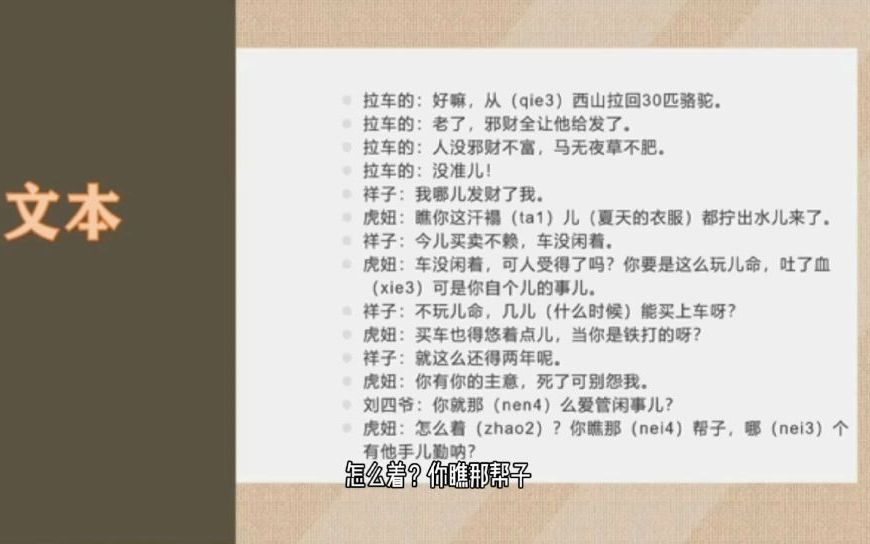 文本
拉车的：好嘛，从（qie3）西山拉回30匹骆驼。
拉车的：老了，邪财全让他给发了。
拉车的：人没邪财不富，马无夜草不肥。
拉车的：没准儿！
祥子：我哪儿发财了我。
虎妞：瞧你这汗褟（ta1）儿（夏天的衣服）都拧出水儿来了。
祥子：今儿买卖不赖，车没闲着。
虎妞：车没闲着，可人受得了吗？你要是这么玩儿命，吐了血
（xie3）可是你自个儿的事儿。
祥子：不玩儿命，几儿（什么时候）能买上车呀？
虎妞：买车也得悠着点儿，当你是铁打的呀？
祥子：就这么还得两年呢。
虎妞：你有你的主意，死了可别怨我。
刘四爷：你就那（nen4）么爱管闲事儿？
虎妞：怎么着（zhao2）？你瞧那（nei4）帮子，哪（nei3）个
有他手儿勤呐？
怎么着？你瞧那帮子